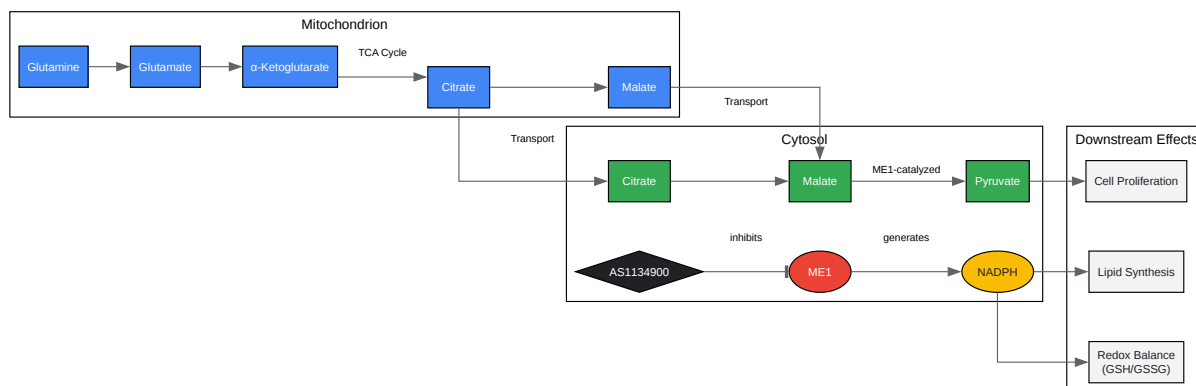 Mitochondrion
Glutamine
Glutamate
α-Ketoglutarate
TCA Cycle
Citrate
Malate
Transport
Transport
Cytosol
Citrate
Malate
ME1-catalyzed
Pyruvate
AS1134900
inhibits
ME1
generates
NADPH
Downstream Effects
Cell Proliferation
Lipid Synthesis
Redox Balance
(GSH/GSSG)